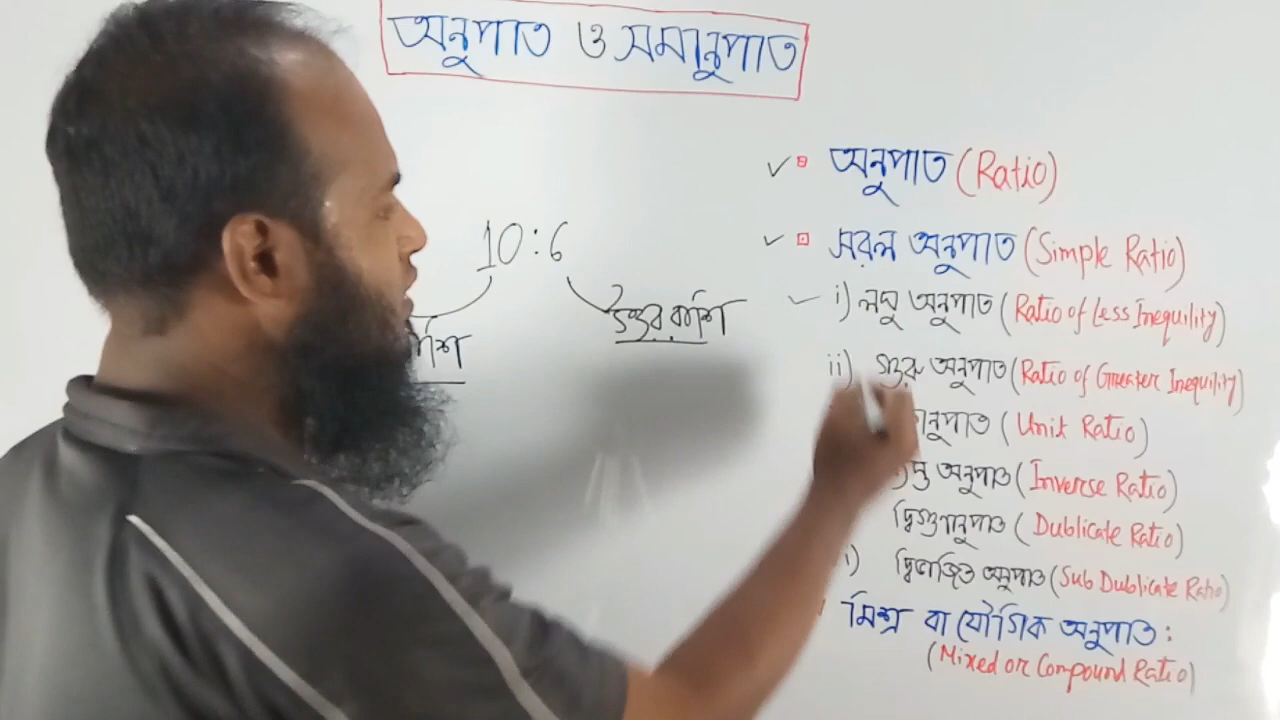 অনুপাত ও সমানুপাত
অনুপাত (Ratio)
10:6
সরল অনুপাত (Simple Ratio)
উত্তর রাশি
i) লঘু অনুপাত (Ratio of Less Inequility)
ii) গুরু অনুপাত (Ratio of Greater Inequility)
(Unit Ratio)
অনুপাত (Inverse Ratio)
দ্বিগুণানুপাত (Dublicate Ratio)
দ্বিভাজিত অনুপাত (Sub Dublicate Ratio)
মিশ্র বা যৌগিক অনুপাত:
(Mixed or Compound Ratio)